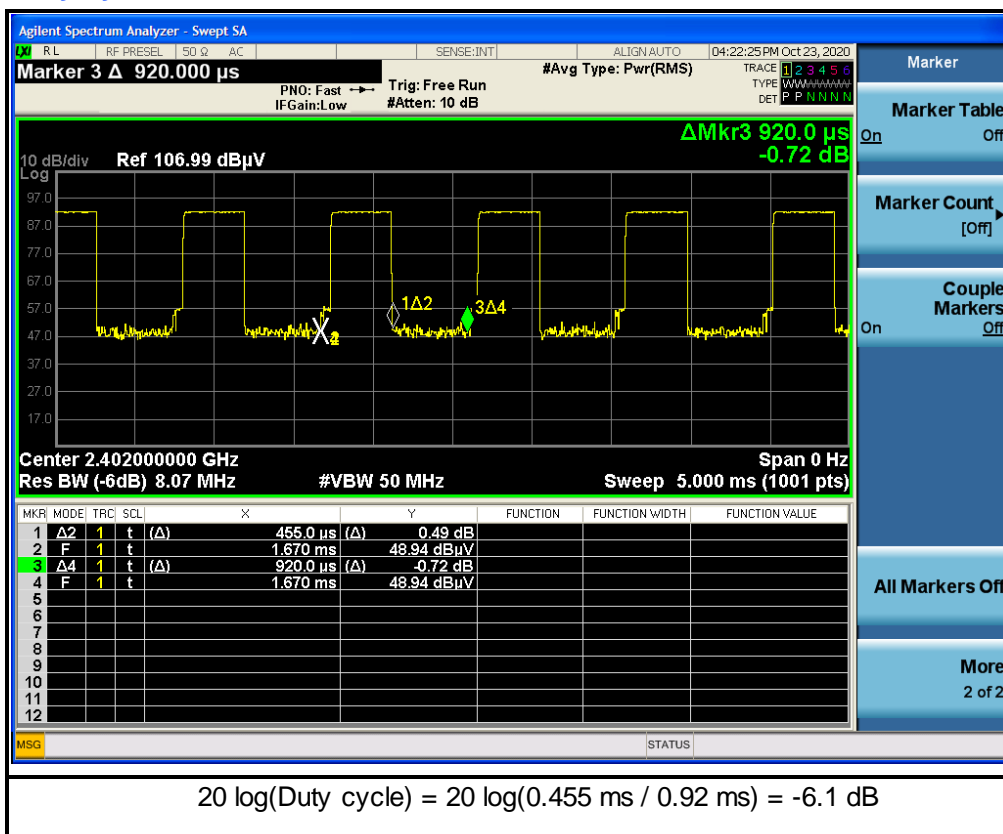 Agilent Spectrum Analyzer - Swept SA
LXI RL RF PRESEL 50 Ω AC SENSE:INT ALIGN AUTO 04:22:25 PM Oct 23, 2020
Marker 3 Δ 920.000 µs
PNO: Fast
IFGain:Low
Trig: Free Run
#Atten: 10 dB
#Avg Type: Pwr(RMS)
TRACE 1 2 3 4 5 6
TYPE WWWWWW
DET P P N N N N
ΔMkr3 920.0 µs
-0.72 dB
10 dB/div Ref 106.99 dBµV
Log
97.0
87.0
77.0
67.0
57.0
47.0
37.0
27.0
17.0
1Δ2
3Δ4
Center 2.402000000 GHz Span 0 Hz
Res BW (-6dB) 8.07 MHz #VBW 50 MHz Sweep 5.000 ms (1001 pts)
MKR MODE TRC SCL X Y FUNCTION FUNCTION WIDTH FUNCTION VALUE
1 Δ2 1 t (Δ) 455.0 µs (Δ) 0.49 dB
2 F 1 t 1.670 ms 48.94 dBµV
3 Δ4 1 t (Δ) 920.0 µs (Δ) -0.72 dB
4 F 1 t 1.670 ms 48.94 dBµV
5
6
7
8
9
10
11
12
MSG STATUS
Marker
Marker Table
On Off
Marker Count
[Off]
Couple
Markers
On Off
All Markers Off
More
2 of 2
20 log(Duty cycle) = 20 log(0.455 ms / 0.92 ms) = -6.1 dB